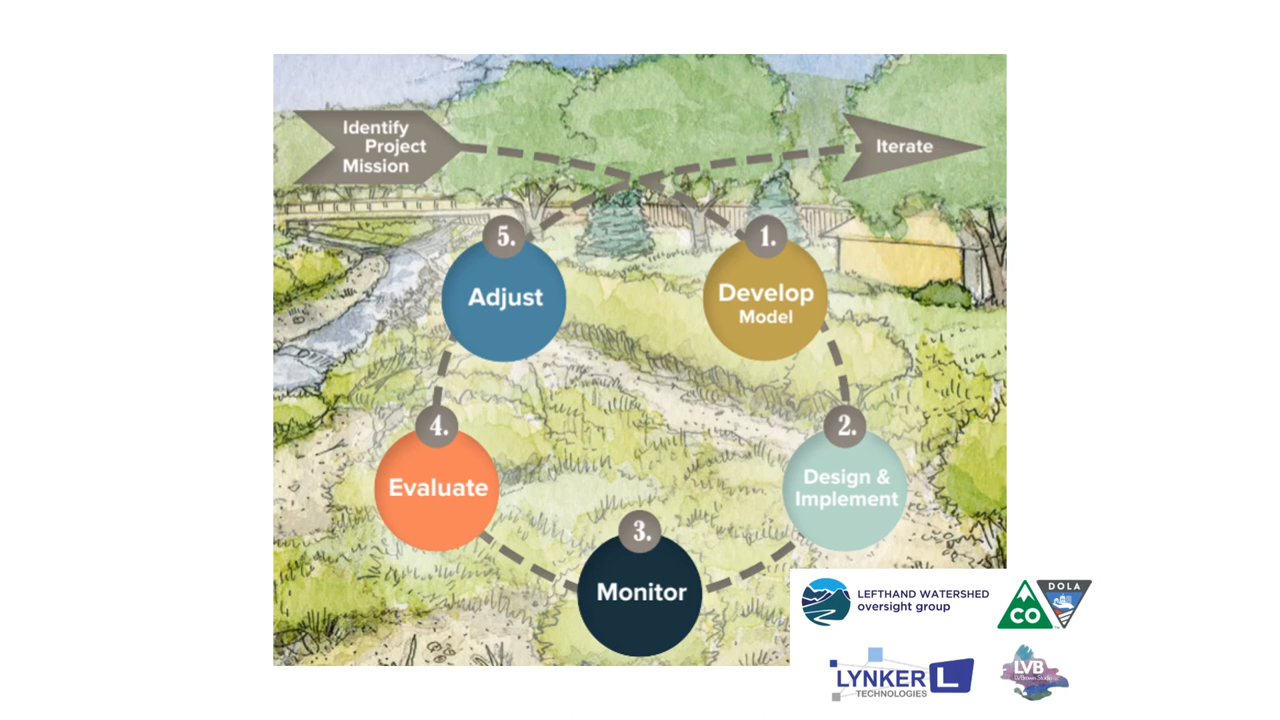 Identify
Project
Mission
Iterate
5.
Adjust
1.
Develop
Model
4.
Evaluate
2.
Design &
Implement
3.
Monitor
LEFTHAND WATERSHED
oversight group
CO
DOLA
LYNKER L
TECHNOLOGIES
LVB